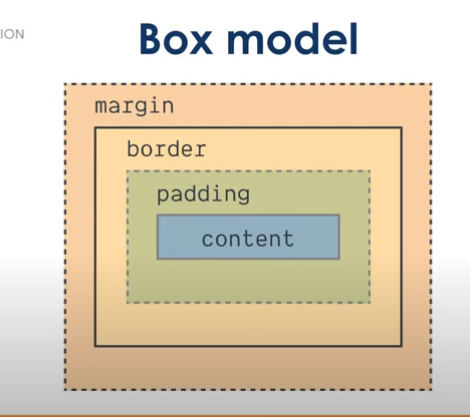 ION
Box model
margin
border
padding
content